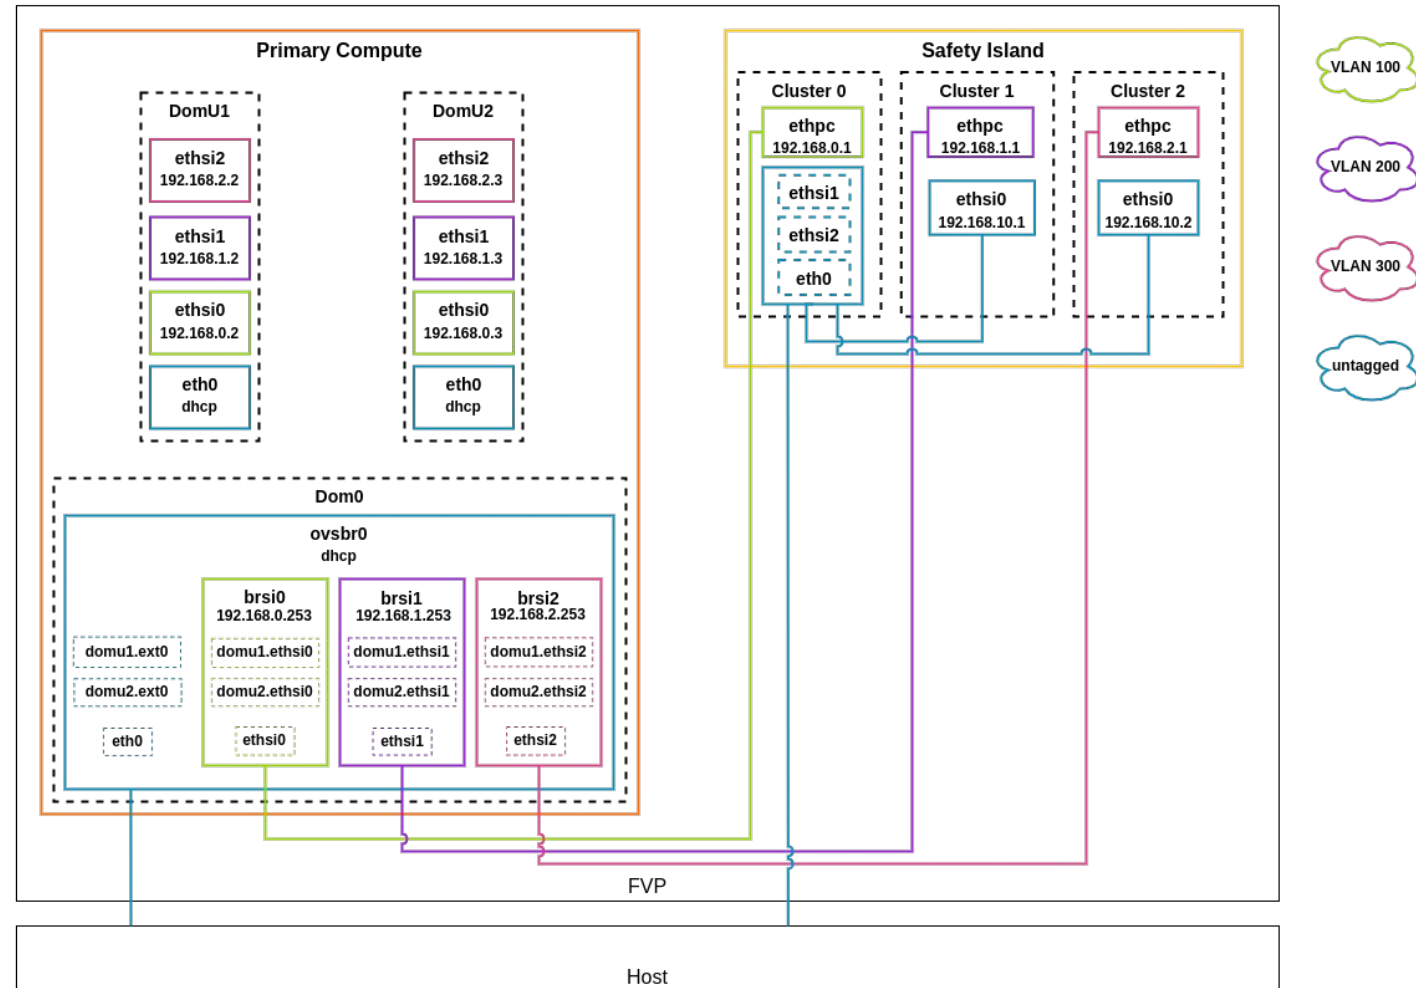 Primary Compute
DomU1
ethsi2
192.168.2.2
ethsi1
192.168.1.2
ethsi0
192.168.0.2
eth0
dhcp
DomU2
ethsi2
192.168.2.3
ethsi1
192.168.1.3
ethsi0
192.168.0.3
eth0
dhcp
Dom0
ovsbr0
dhcp
domu1.ext0
domu2.ext0
eth0
brsi0
192.168.0.253
domu1.ethsi0
domu2.ethsi0
ethsi0
brsi1
192.168.1.253
domu1.ethsi1
domu2.ethsi1
ethsi1
brsi2
192.168.2.253
domu1.ethsi2
domu2.ethsi2
ethsi2
Safety Island
Cluster 0
ethpc
192.168.0.1
ethsi1
ethsi2
eth0
Cluster 1
ethpc
192.168.1.1
ethsi0
192.168.10.1
Cluster 2
ethpc
192.168.2.1
ethsi0
192.168.10.2
VLAN 100
VLAN 200
VLAN 300
untagged
FVP
Host